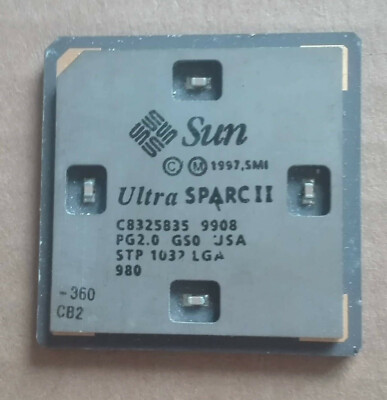 Sun
© Ⓜ 1997, SMI
Ultra SPARC II
C8325835 9908
PG2.0 GS0 USA
STP 1032 LGA
980
-360
CB2